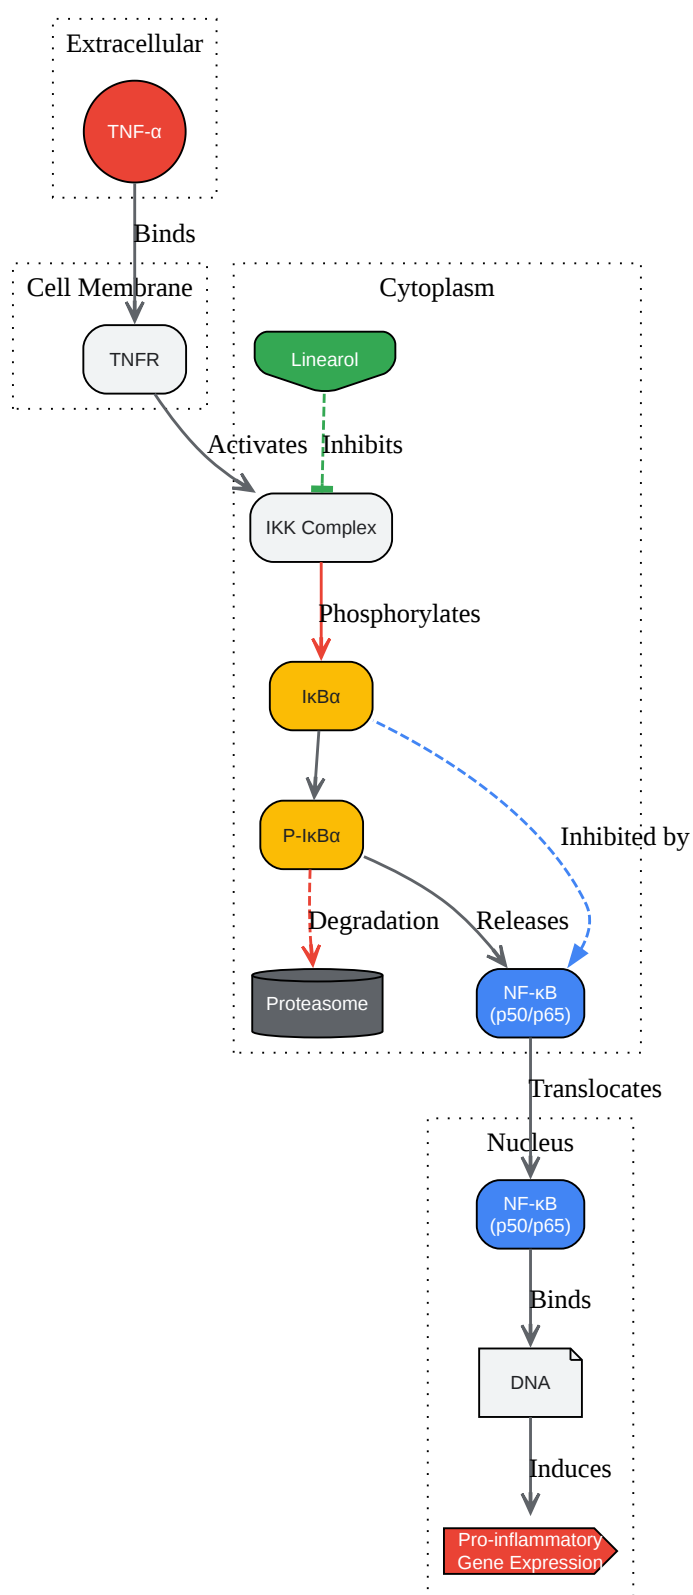 Extracellular
TNF-α
Binds
Cell Membrane
Cytoplasm
TNFR
Linearol
Activates
Inhibits
IKK Complex
Phosphorylates
IκBα
P-IκBα
Inhibited by
Degradation
Releases
Proteasome
NF-κB
(p50/p65)
Translocates
Nucleus
NF-κB
(p50/p65)
Binds
DNA
Induces
Pro-inflammatory
Gene Expression